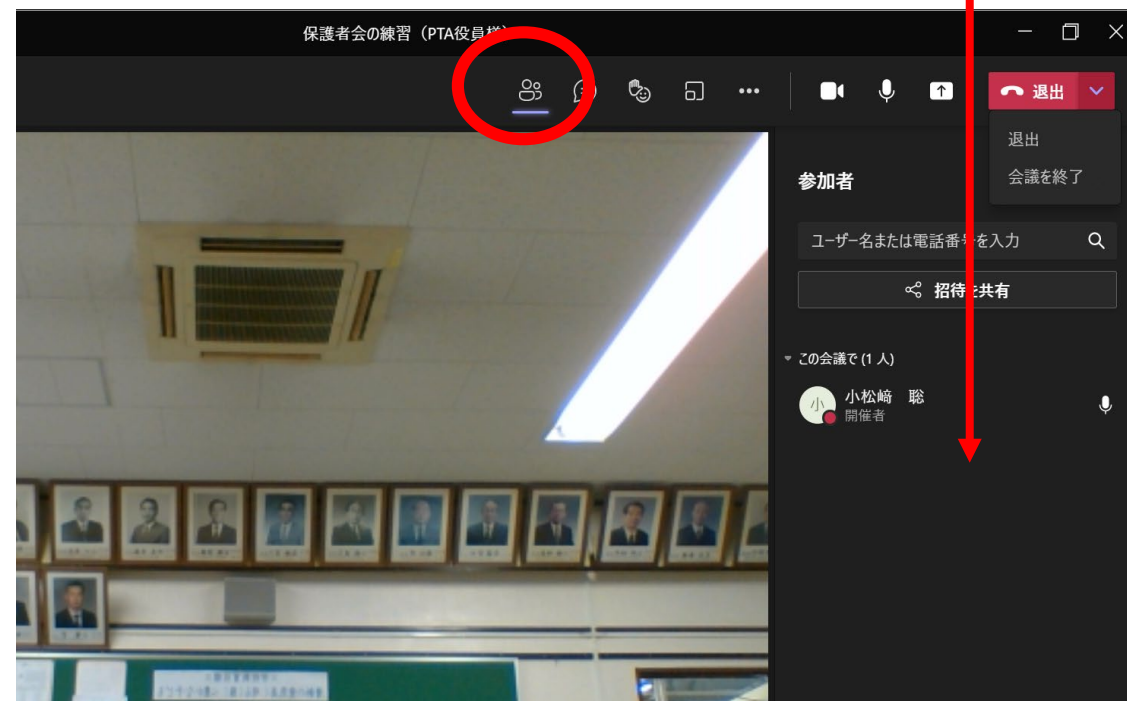 保護者会の練習（PTA役員様）
退出
退出
会議を終了
参加者
ユーザー名または電話番号を入力
招待を共有
この会議で (1 人)
小
小松﨑　聡
開催者